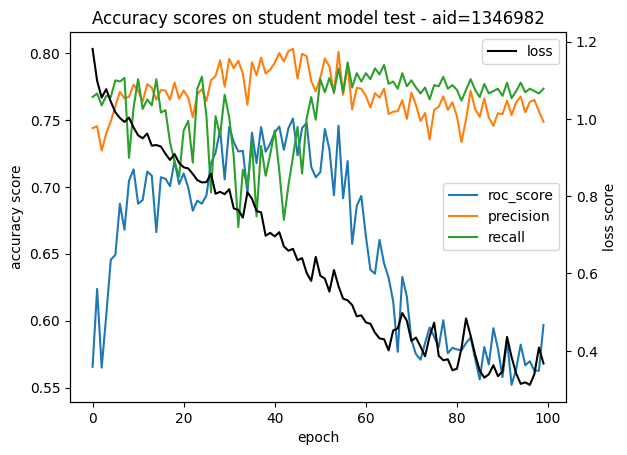 Accuracy scores on student model test - aid=1346982
loss
roc_score
precision
recall
accuracy score
0.80
0.75
0.70
0.65
0.60
0.55
1.2
1.0
0.8
0.6
0.4
loss score
0 20 40 60 80 100
epoch